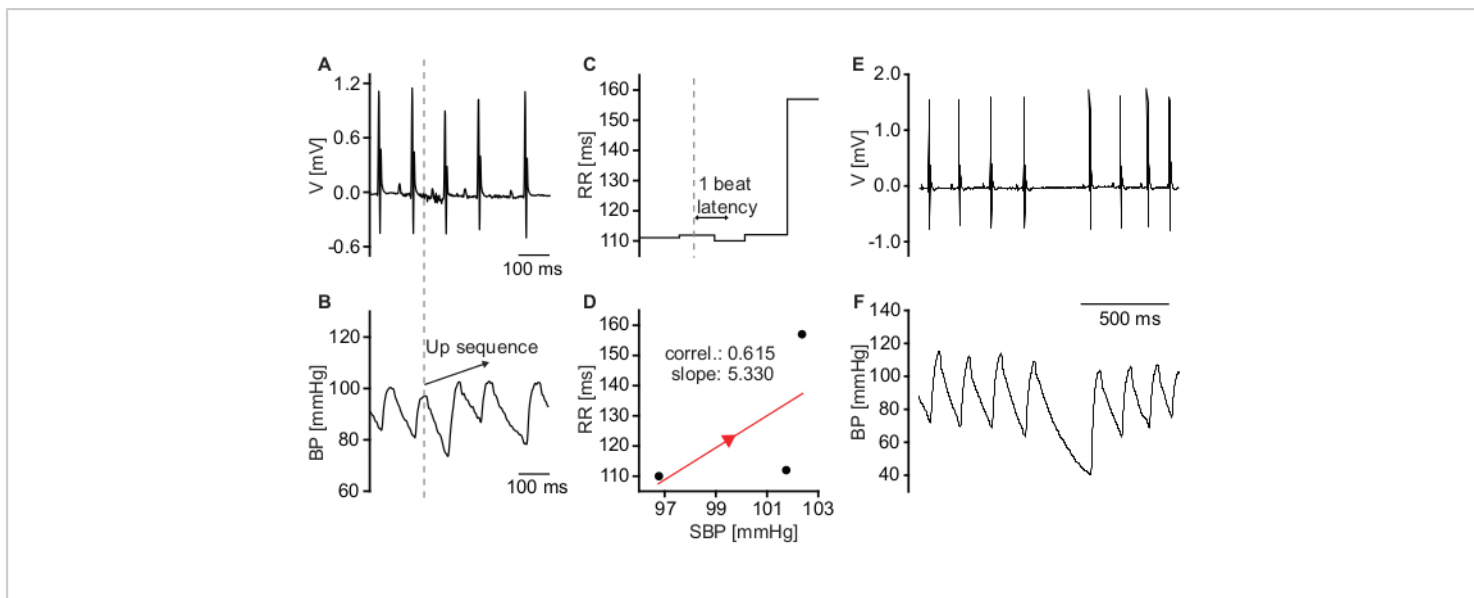 A
1.2
0.6
0.0
-0.6
V [mV]
100 ms
B
120
100
80
60
BP [mmHg]
Up sequence
100 ms
C
160
150
140
130
120
110
RR [ms]
1 beat
latency
D
160
150
140
130
120
110
RR [ms]
correl.: 0.615
slope: 5.330
97 99 101 103
SBP [mmHg]
E
2.0
1.0
0.0
-1.0
V [mV]
500 ms
F
140
120
100
80
60
40
BP [mmHg]